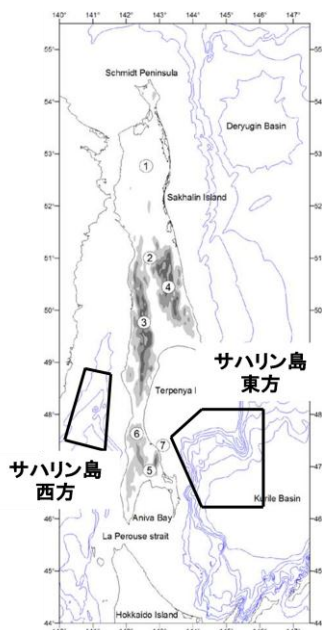 140° 141° 142° 143° 144° 145° 146° 147°
55°
Schmidt Peninsula
54°
Deryugin Basin
53°
①
Sakhalin Island
52°
51°
②
④
50°
③
49°
サハリン島
東方
Terpenya
48°
⑥
⑦
サハリン島
西方
47°
⑤
Kurile Basin
46°
Aniva Bay
La Perouse strait
45°
Hokkaido Island
44°